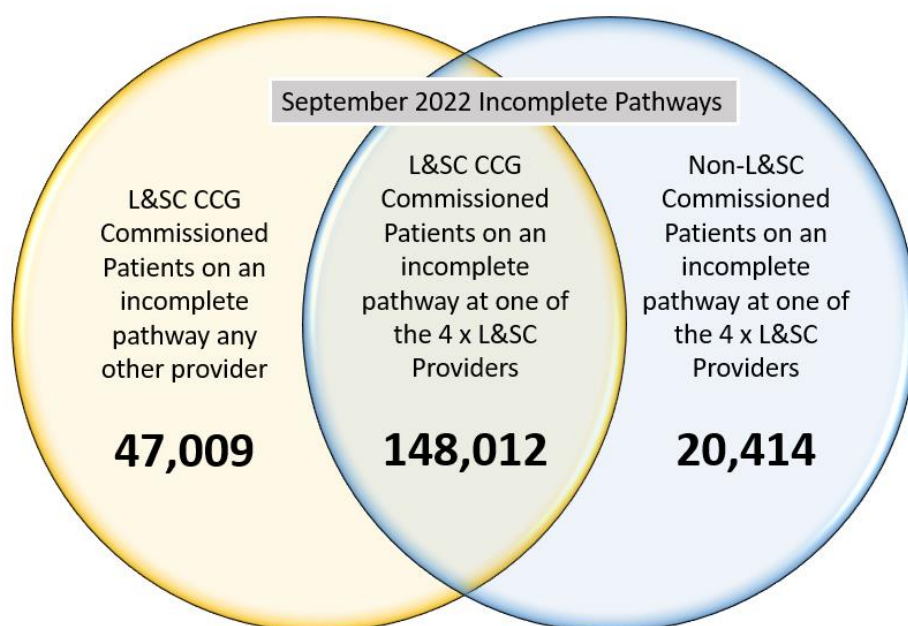 September 2022 Incomplete Pathways
L&SC CCG
Commissioned
Patients on an
incomplete
pathway any
other provider
47,009
L&SC CCG
Commissioned
Patients on an
incomplete
pathway at one of
the 4 x L&SC
Providers
148,012
Non-L&SC
Commissioned
Patients on an
incomplete
pathway at one of
the 4 x L&SC
Providers
20,414